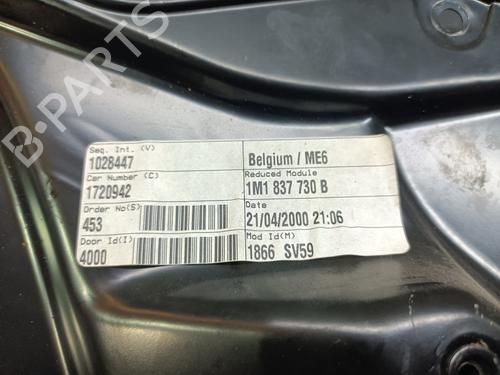 Seq. Int. (V)
1028447
Car Number (C)
1720942
Order No(S)
453
Door Id(I)
4000
Belgium / ME6
Reduced Module
1M1 837 730 B
Date
21/04/2000 21:06
Mod Id(M)
1866 SV59
B-PARTS